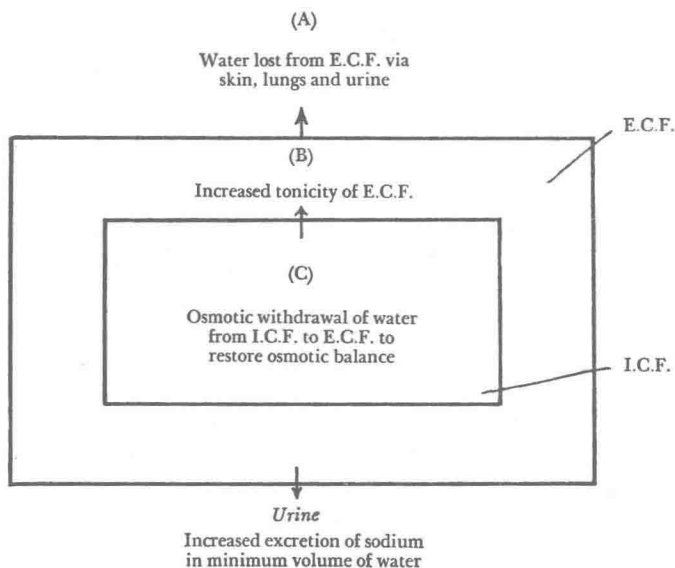 (A)
Water lost from E.C.F. via
skin, lungs and urine
E.C.F.
(B)
Increased tonicity of E.C.F.
(C)
Osmotic withdrawal of water
from I.C.F. to E.C.F. to
restore osmotic balance
I.C.F.
Urine
Increased excretion of sodium
in minimum volume of water